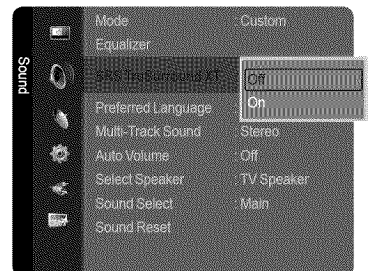 Sound
Mode : Custom
Equalizer
SRS TruSurround XT
Off
On
Preferred Language :
Multi-Track Sound : Stereo
Auto Volume : Off
Select Speaker : TV Speaker
Sound Select : Main
Sound Reset